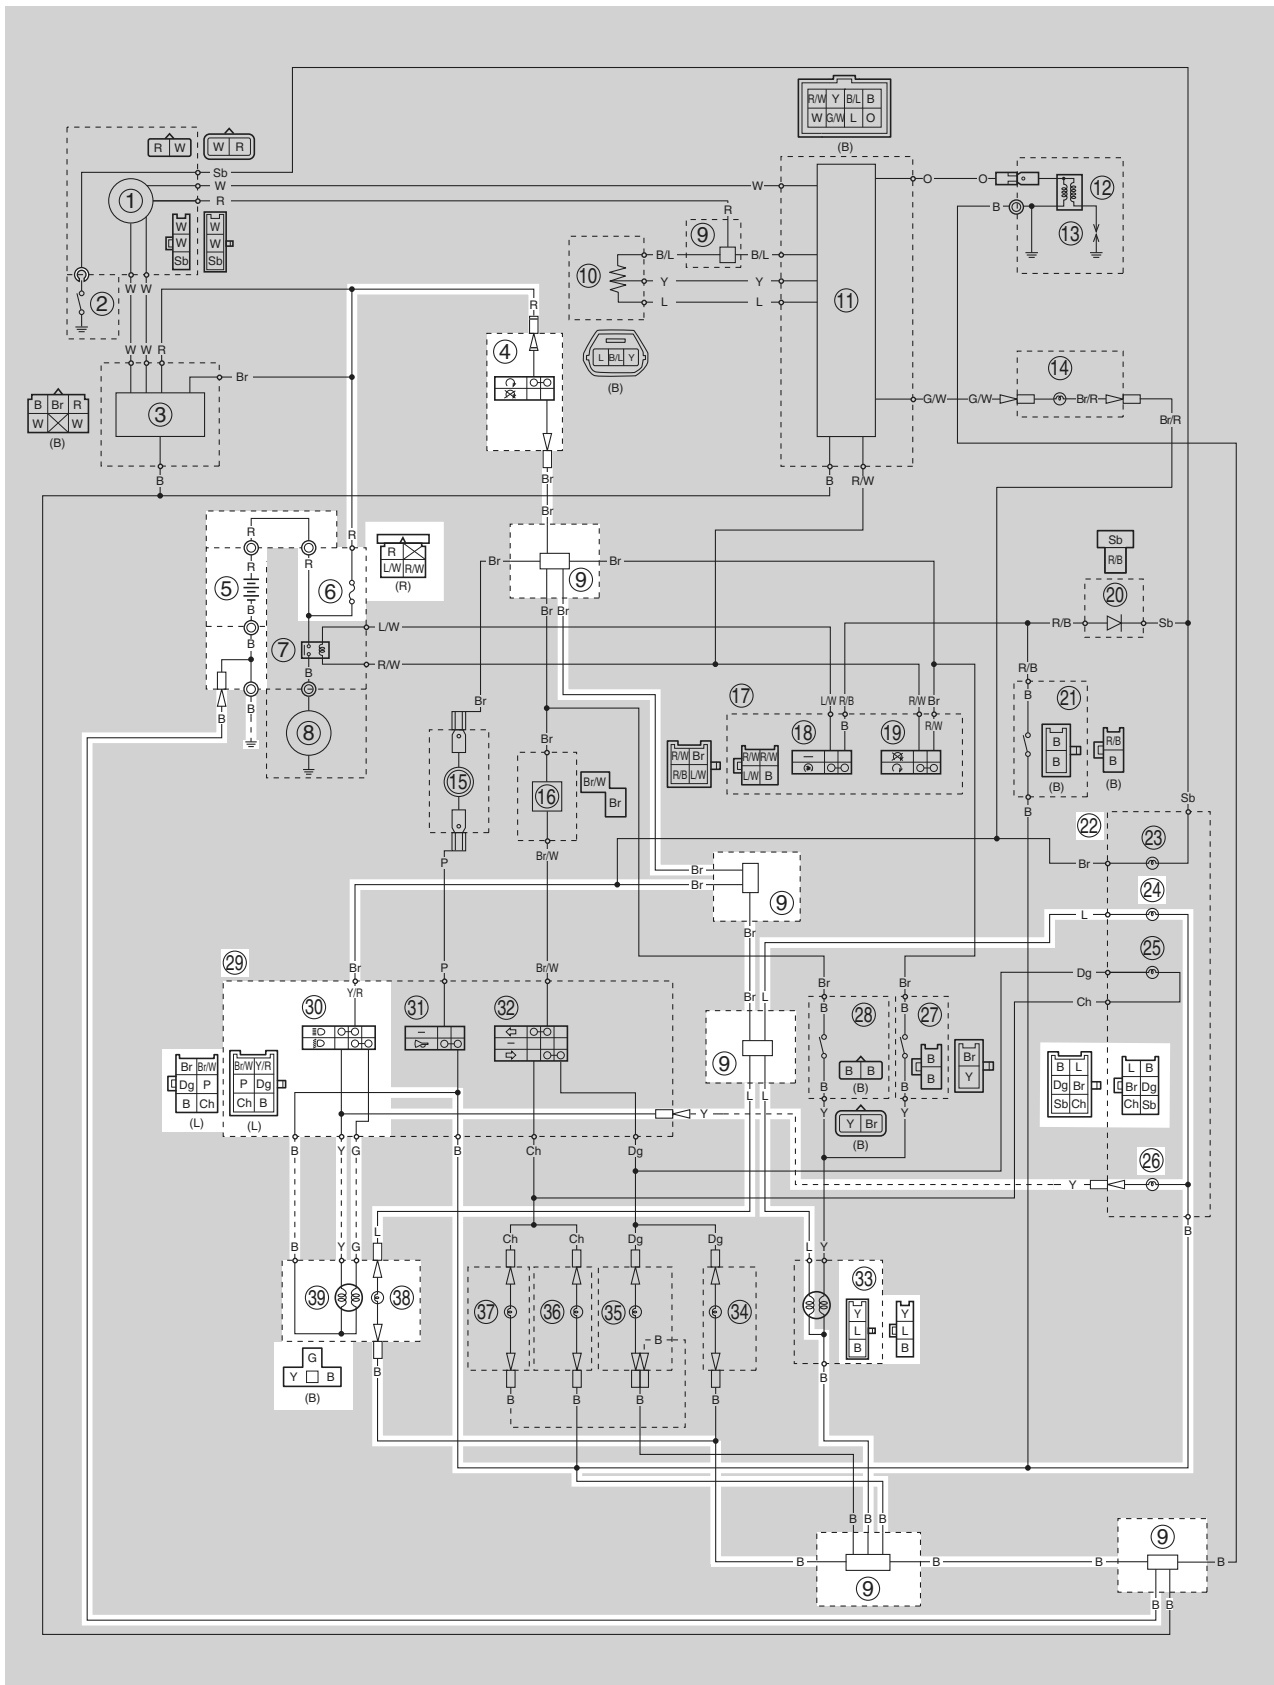 R/W Y B/L B
W G/W L O
(B)
R W
W R
Sb
W W
R
1
W
W
Sb
W
W
Sb
R
9
B/L B/L
10
Y Y
L L
11
L B/L Y
(B)
O O
12
B
13
2
W W
W W R
R
4
14
G/W G/W Br/R
Br/R
Br
3
B Br R
W W
(B)
B
B R/W
Br
Br
R
R
R
5
R
B
B
B
B
6
R
L/W R/W
(R)
7
B
8
L/W
R/W
Br Br
9
Br Br
Sb
R/B
20
R/B Sb
R/B
B
21
B
B
(B)
R/B
B
(B)
B
Br
15
P
Br
16
Br/W
Br/W
Br
17
R/W Br
R/B L/W
R/W R/W
L/W B
18
L/W R/B
B
19
R/W Br
R/W
Sb
22
23
Br
24
L
25
Dg
Ch
26
Y
B
Br
Br
9
Br
29
Br
Y/R
30
P
31
Br/W
32
Br L
9
L L
Br
B
28
B B
(B)
B
Y
Y Br
(B)
Br
B
27
B
B
B
Y
Br
Y
B L
Dg Br
Sb Ch
L B
Br Dg
Ch Sb
Br Br/W
Dg P
B Ch
(L)
Br/W Y/R
P Dg
Ch B
(L)
Y
B Y G
B
Ch
Dg
B Y G
L
39
38
G
Y B
(B)
B
Ch Ch Dg Dg
37
36
35
34
B
B B B B
L Y
33
Y
L
B
Y
L
B
B
B B B
B B
9
B B
9
B B